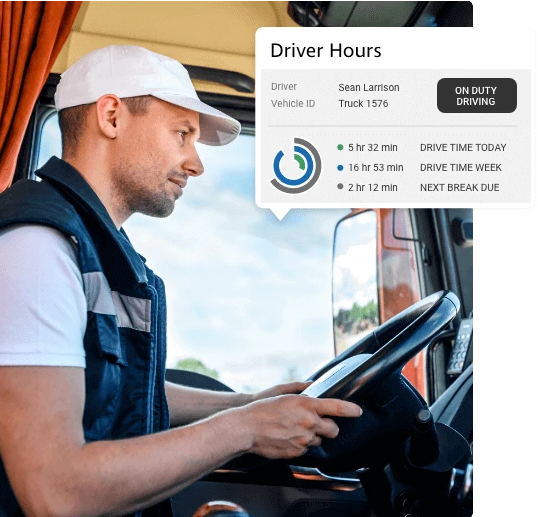 Driver Hours
Driver Sean Larrison
Vehicle ID Truck 1576
ON DUTY
DRIVING
5 hr 32 min DRIVE TIME TODAY
16 hr 53 min DRIVE TIME WEEK
2 hr 12 min NEXT BREAK DUE